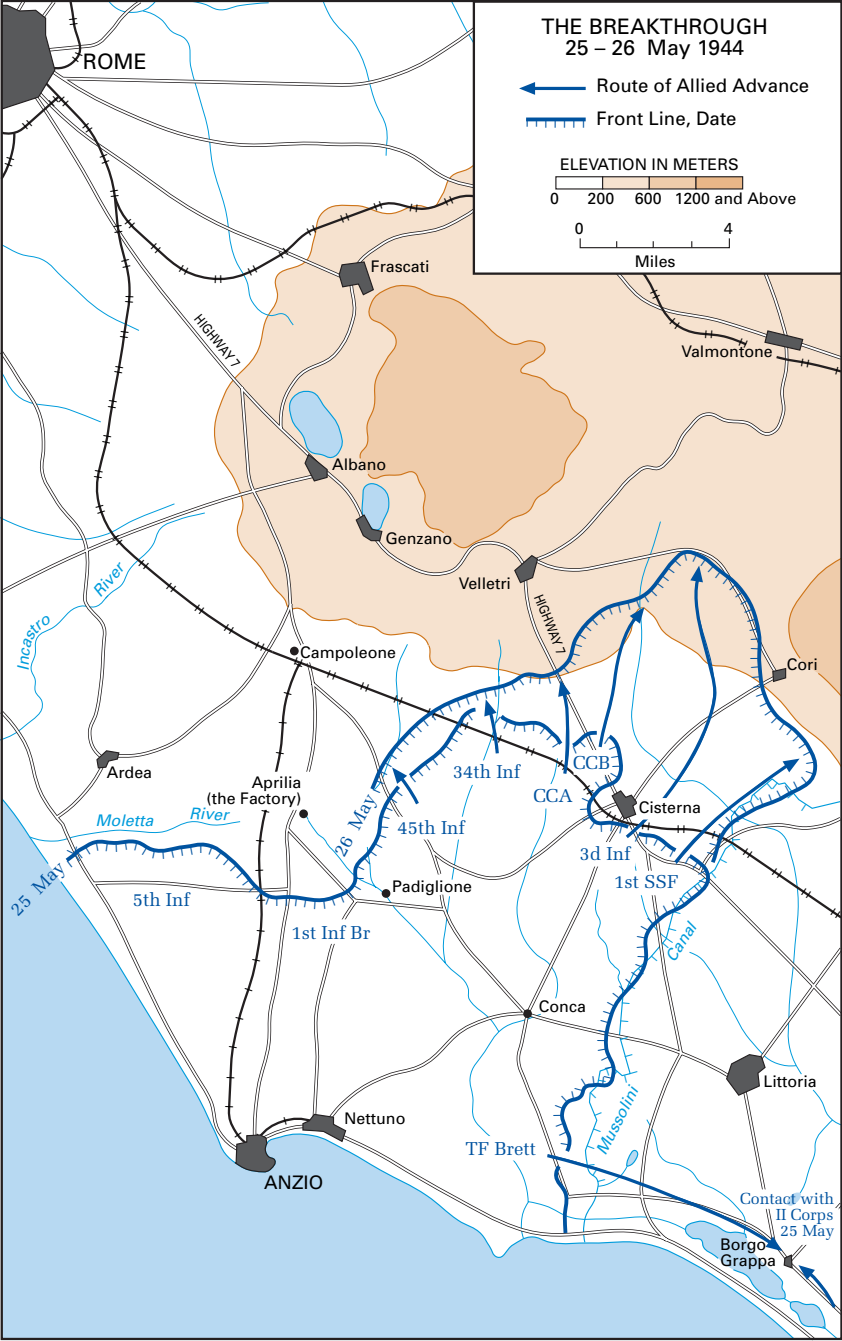 THE BREAKTHROUGH
25 – 26 May 1944
Route of Allied Advance
Front Line, Date
ELEVATION IN METERS
0 200 600 1200 and Above
0 4
Miles
ROME
Frascati
HIGHWAY 7
Valmontone
Albano
Genzano
Velletri
HIGHWAY 7
Incastro
River
Campoleone
Cori
Ardea
34th Inf
CCB
CCA
Aprilia
(the Factory)
Cisterna
Moletta River
26 May
45th Inf
3d Inf
1st SSF
25 May
5th Inf
Padiglione
1st Inf Br
Canal
Conca
Littoria
Mussolini
Nettuno
TF Brett
ANZIO
Contact with
II Corps
25 May
Borgo
Grappa